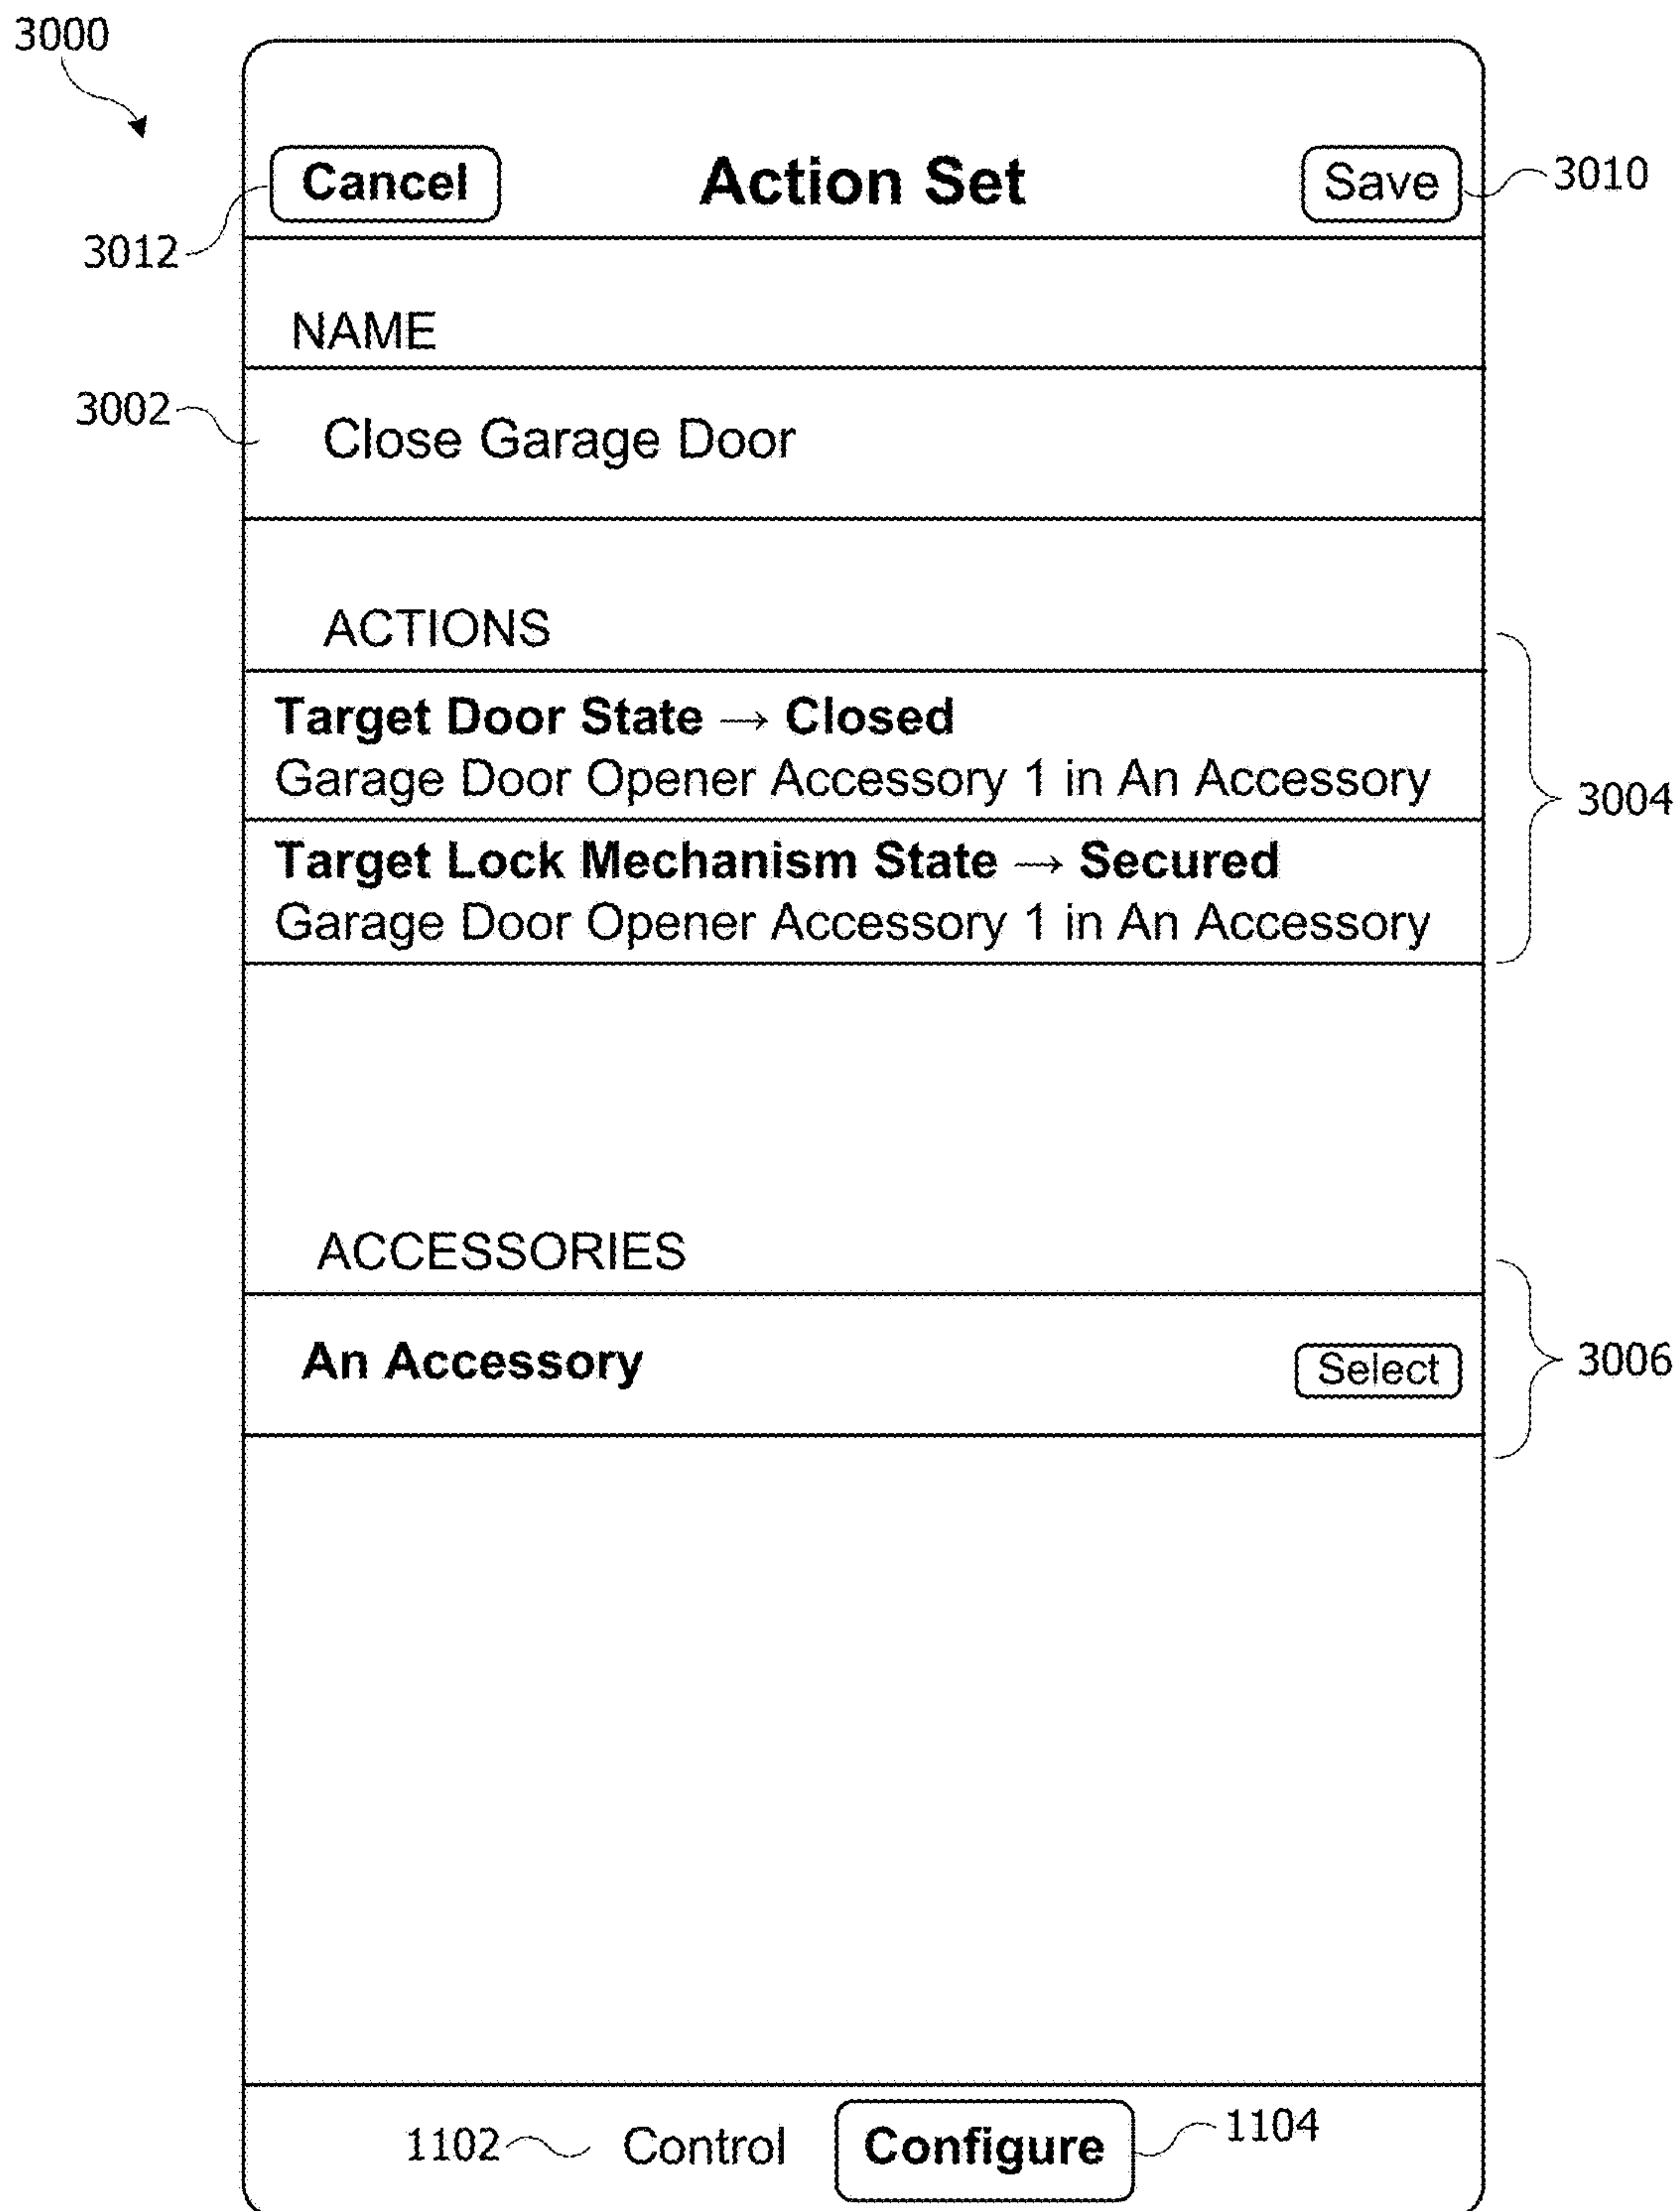 3000
Cancel Action Set Save 3010
3012
NAME
3002 Close Garage Door
ACTIONS
Target Door State → Closed
Garage Door Opener Accessory 1 in An Accessory
3004
Target Lock Mechanism State → Secured
Garage Door Opener Accessory 1 in An Accessory
ACCESSORIES
An Accessory Select 3006
1102 Control Configure 1104